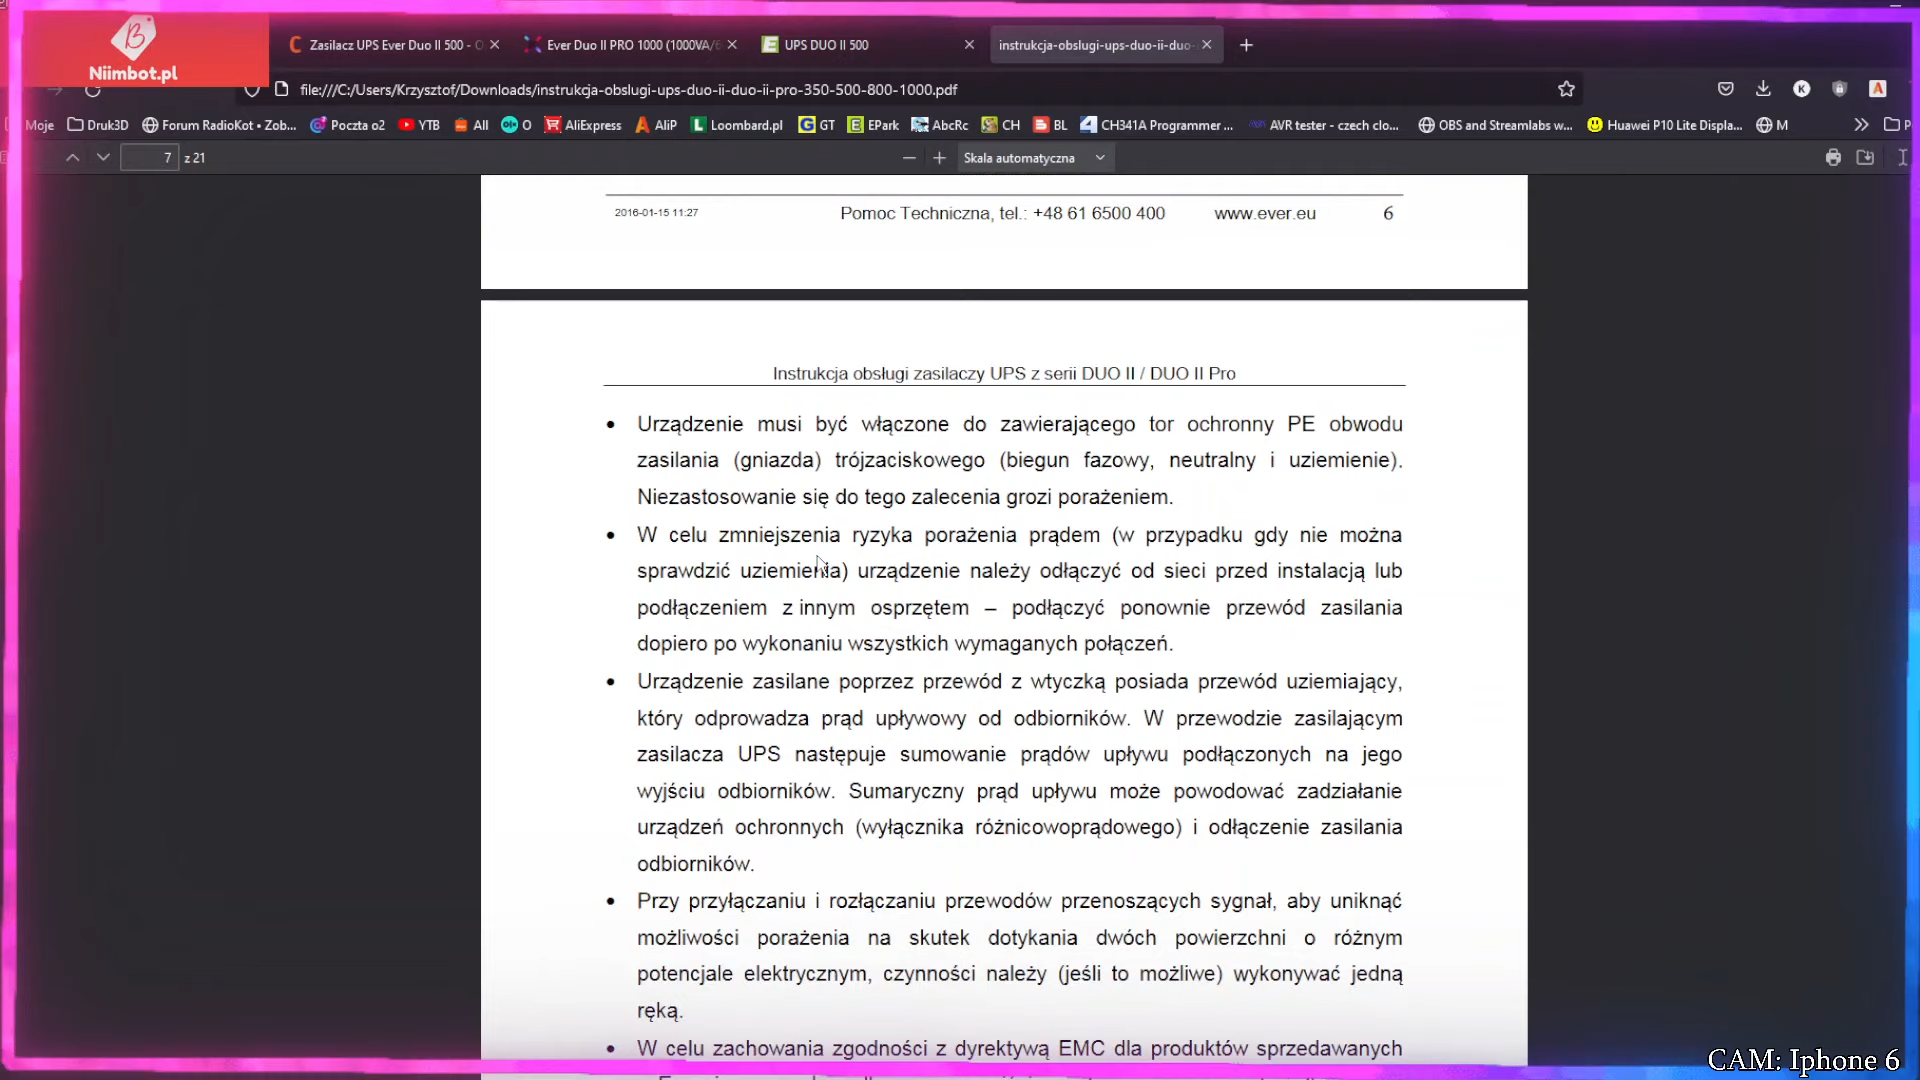 Niimbot.pl
Zasilacz UPS Ever Duo II 500 -
Ever Duo II PRO 1000 (1000VA/
UPS DUO II 500
instrukcja-obslugi-ups-duo-ii-duo-
file:///C:/Users/Krzysztof/Downloads/instrukcja-obslugi-ups-duo-ii-duo-ii-pro-350-500-800-1000.pdf
Moje Druk3D Forum RadioKot • Zob... Poczta o2 YTB All O AliExpress AliP Loombard.pl GT EPark AbcRc CH BL CH341A Programmer ... AVR tester - czech clo... OBS and Streamlabs w... Huawei P10 Lite Displa... M
7 z 21
Skala automatyczna
2016-01-15 11:27 Pomoc Techniczna, tel.: +48 61 6500 400 www.ever.eu 6
Instrukcja obsługi zasilaczy UPS z serii DUO II / DUO II Pro
• Urządzenie musi być włączone do zawierającego tor ochronny PE obwodu
zasilania (gniazda) trójzaciskowego (biegun fazowy, neutralny i uziemienie).
Niezastosowanie się do tego zalecenia grozi porażeniem.
• W celu zmniejszenia ryzyka porażenia prądem (w przypadku gdy nie można
sprawdzić uziemienia) urządzenie należy odłączyć od sieci przed instalacją lub
podłączeniem z innym osprzętem – podłączyć ponownie przewód zasilania
dopiero po wykonaniu wszystkich wymaganych połączeń.
• Urządzenie zasilane poprzez przewód z wtyczką posiada przewód uziemiający,
który odprowadza prąd upływowy od odbiorników. W przewodzie zasilającym
zasilacza UPS następuje sumowanie prądów upływu podłączonych na jego
wyjściu odbiorników. Sumaryczny prąd upływu może powodować zadziałanie
urządzeń ochronnych (wyłącznika różnicowoprądowego) i odłączenie zasilania
odbiorników.
• Przy przyłączaniu i rozłączaniu przewodów przenoszących sygnał, aby uniknąć
możliwości porażenia na skutek dotykania dwóch powierzchni o różnym
potencjale elektrycznym, czynności należy (jeśli to możliwe) wykonywać jedną
ręką.
• W celu zachowania zgodności z dyrektywą EMC dla produktów sprzedawanych
CAM: Iphone 6